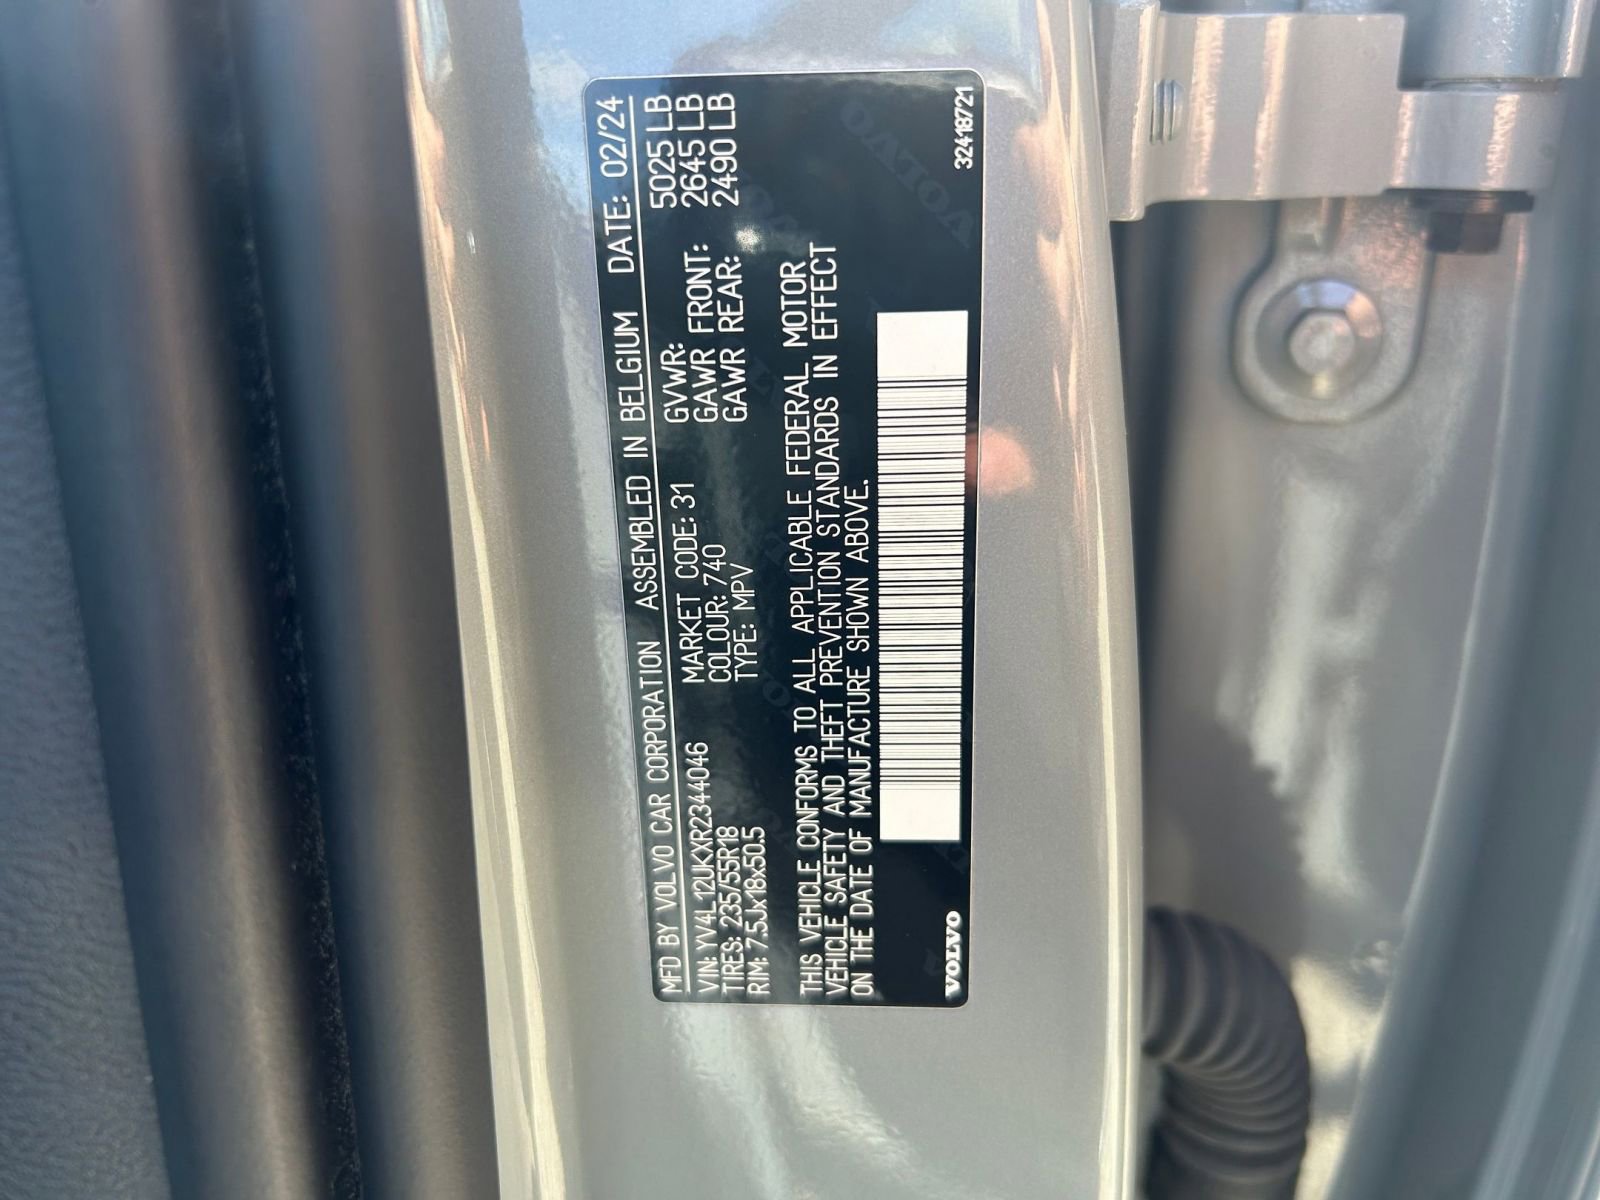 MFD BY VOLVO CAR CORPORATION ASSEMBLED IN BELGIUM DATE: 02/24
VIN: YV4L12UKXR2344046 MARKET CODE: 31 GVWR: 5025 LB
TIRES: 235/55R18 COLOUR: 740 GAWR FRONT: 2645 LB
RIM: 7.5Jx18x50.5 TYPE: MPV GAWR REAR: 2490 LB
THIS VEHICLE CONFORMS TO ALL APPLICABLE FEDERAL MOTOR
VEHICLE SAFETY AND THEFT PREVENTION STANDARDS IN EFFECT
ON THE DATE OF MANUFACTURE SHOWN ABOVE.
VOLVO 32418721